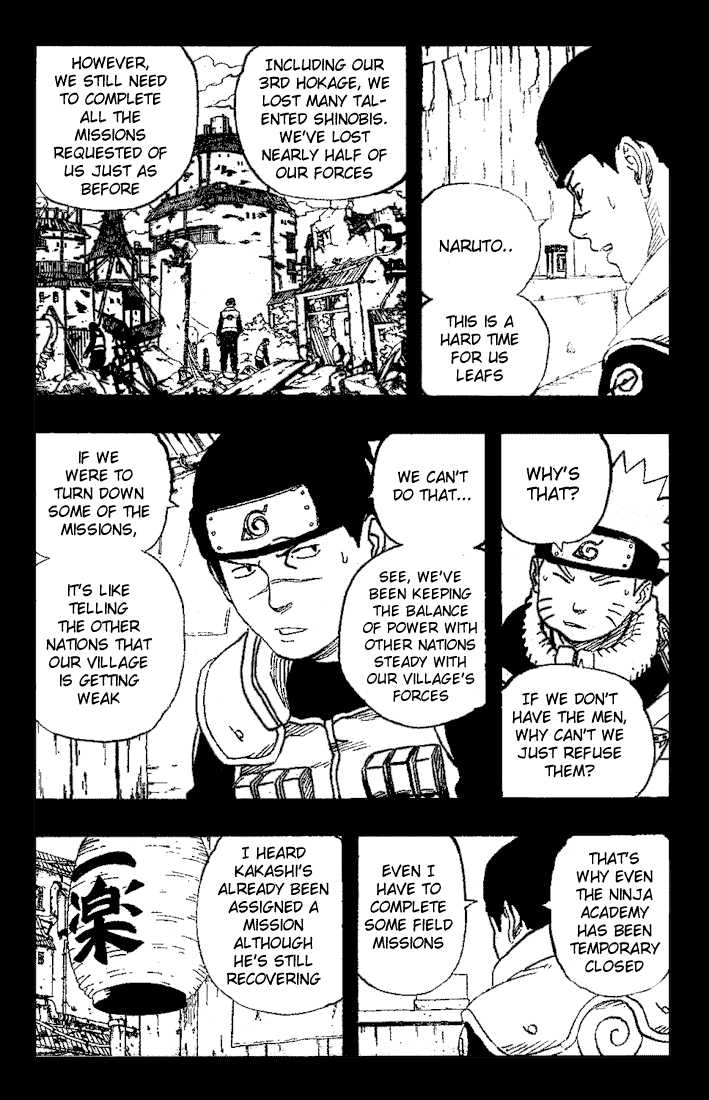 NARUTO..
THIS IS A
HARD TIME
FOR US
LEAFS
INCLUDING OUR
3RD HOKAGE, WE
LOST MANY TAL-
ENTED SHINOBIS.
WE'VE LOST
NEARLY HALF OF
OUR FORCES
HOWEVER,
WE STILL NEED
TO COMPLETE
ALL THE
MISSIONS
REQUESTED OF
US JUST AS
BEFORE
WHY'S
THAT?
IF WE DON'T
HAVE THE MEN,
WHY CAN'T WE
JUST REFUSE
THEM?
WE CAN'T
DO THAT...
SEE, WE'VE
BEEN KEEPING
THE BALANCE
OF POWER WITH
OTHER NATIONS
STEADY WITH
OUR VILLAGE'S
FORCES
IF WE
WERE TO
TURN DOWN
SOME OF THE
MISSIONS,
IT'S LIKE
TELLING
THE OTHER
NATIONS THAT
OUR VILLAGE
IS GETTING
WEAK
THAT'S
WHY EVEN
THE NINJA
ACADEMY
HAS BEEN
TEMPORARY
CLOSED
EVEN I
HAVE TO
COMPLETE
SOME FIELD
MISSIONS
I HEARD
KAKASHI'S
ALREADY BEEN
ASSIGNED A
MISSION
ALTHOUGH
HE'S STILL
RECOVERING
一楽